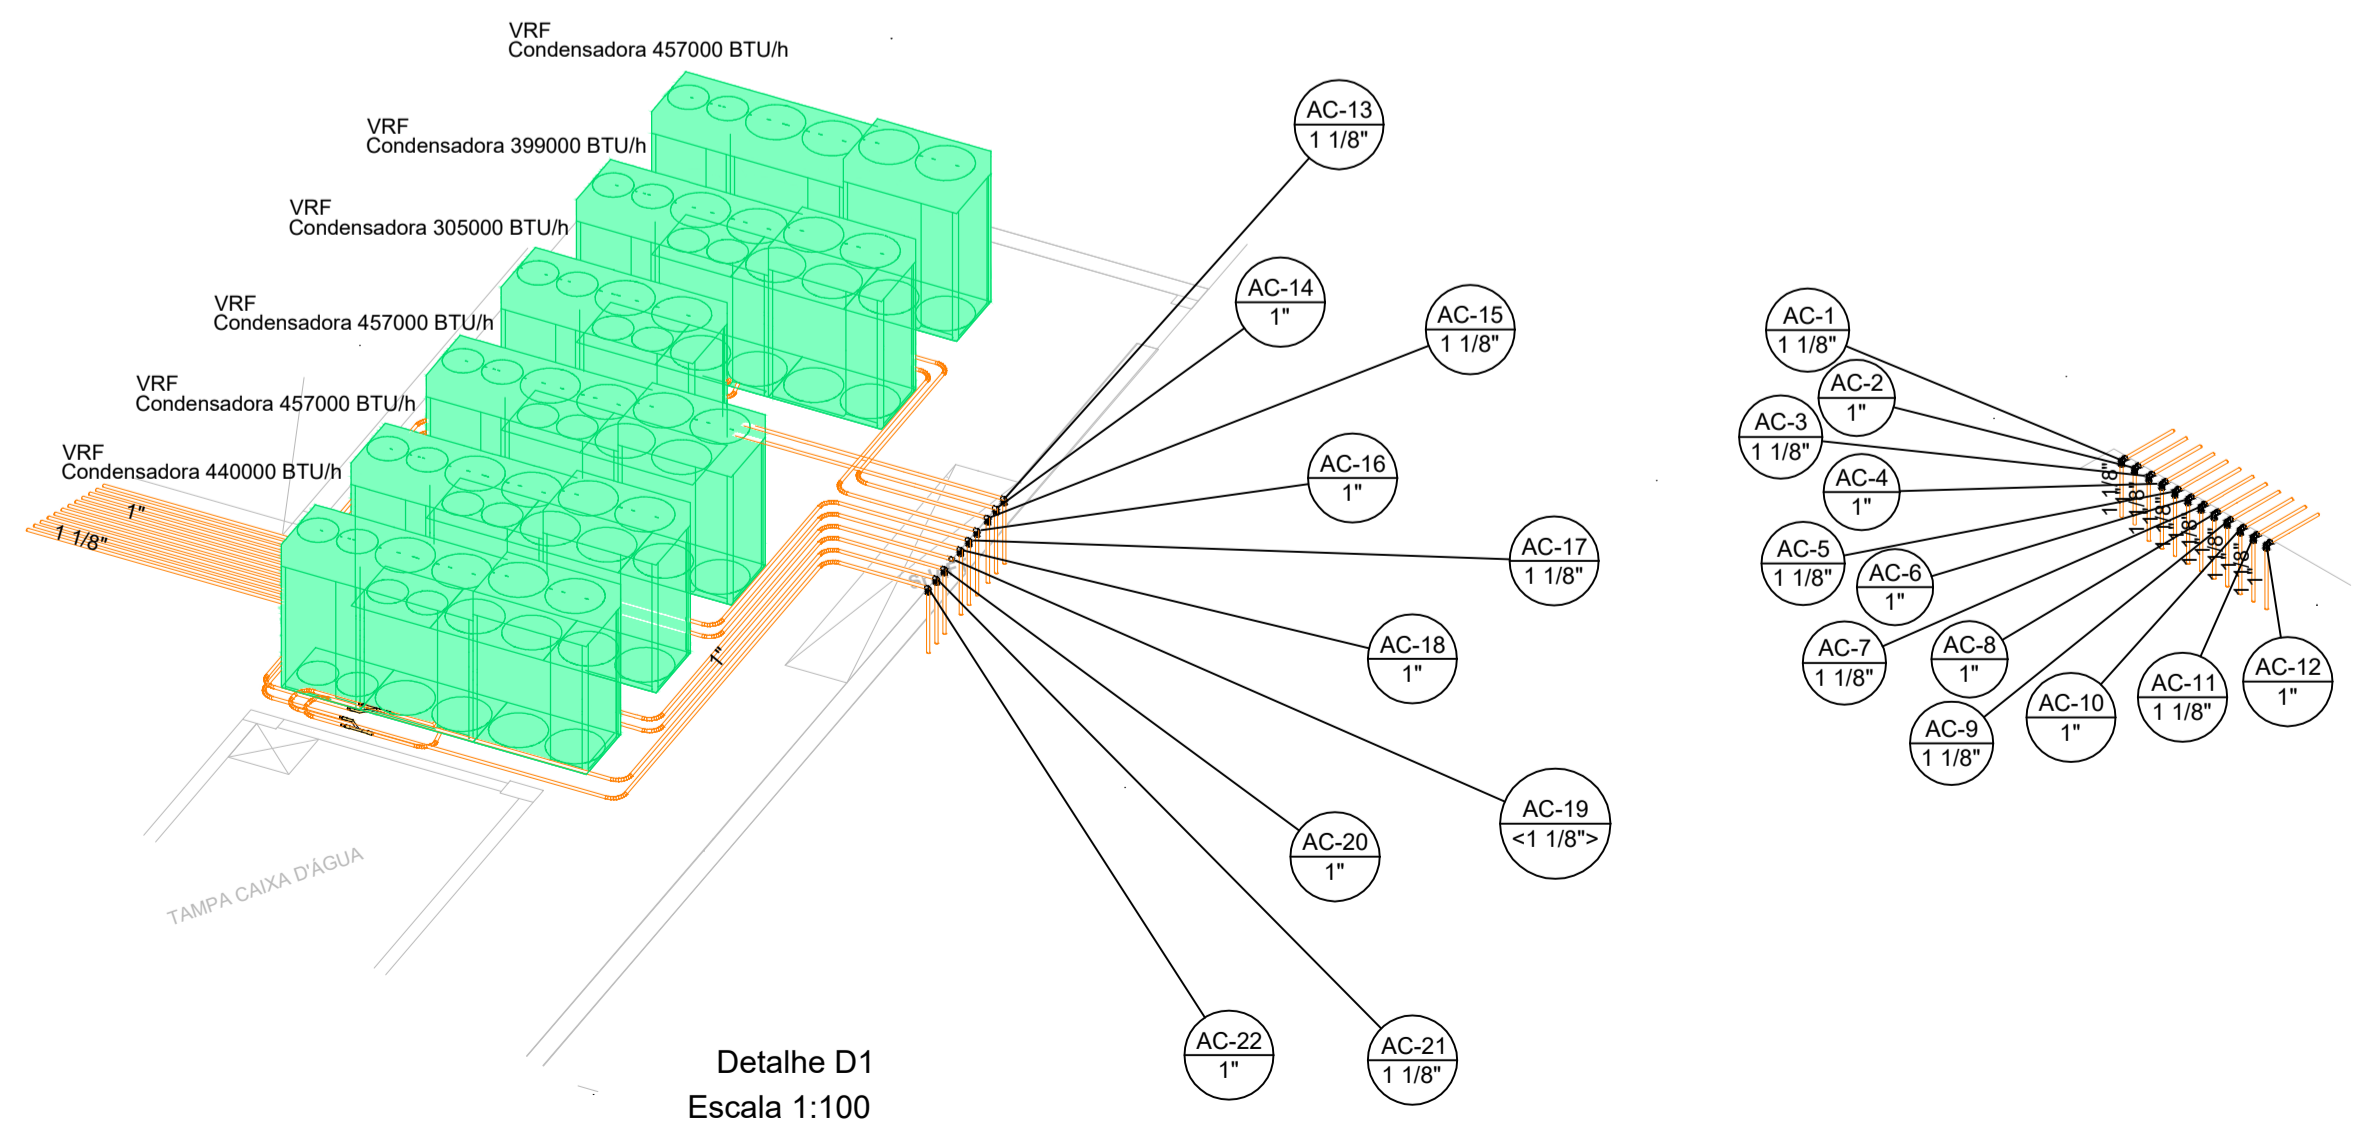 VRF
Condensadora 457000 BTU/h
VRF
Condensadora 399000 BTU/h
VRF
Condensadora 305000 BTU/h
VRF
Condensadora 457000 BTU/h
VRF
Condensadora 457000 BTU/h
VRF
Condensadora 440000 BTU/h
1"
1 1/8"
1"
TAMPA CAIXA D'ÁGUA
AC-13
1 1/8"
AC-14
1"
AC-15
1 1/8"
AC-16
1"
AC-17
1 1/8"
AC-18
1"
AC-19
<1 1/8">
AC-20
1"
AC-21
1 1/8"
AC-22
1"
Detalhe D1
Escala 1:100
AC-1
1 1/8"
AC-2
1"
AC-3
1 1/8"
AC-4
1"
AC-5
1 1/8"
AC-6
1"
AC-7
1 1/8"
AC-8
1"
AC-9
1 1/8"
AC-10
1"
AC-11
1 1/8"
AC-12
1"
1 1/8"